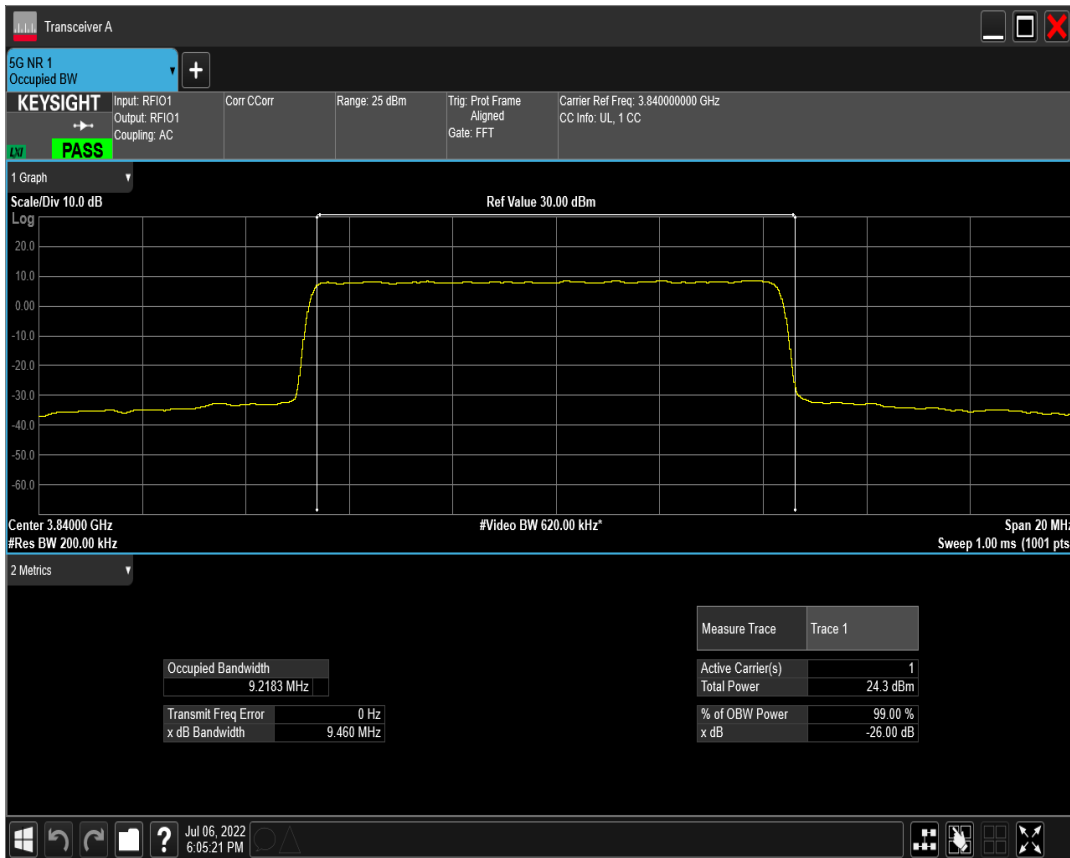 Transceiver A
5G NR 1
Occupied BW
+
KEYSIGHT
LXI
PASS
Input: RFIO1
Output: RFIO1
Coupling: AC
Corr CCorr
Range: 25 dBm
Trig: Prot Frame
Aligned
Gate: FFT
Carrier Ref Freq: 3.840000000 GHz
CC Info: UL, 1 CC
1 Graph
Scale/Div 10.0 dB
Ref Value 30.00 dBm
Log
20.0
10.0
0.00
-10.0
-20.0
-30.0
-40.0
-50.0
-60.0
Center 3.84000 GHz
#Video BW 620.00 kHz*
Span 20 MHz
#Res BW 200.00 kHz
Sweep 1.00 ms (1001 pts
2 Metrics
Measure Trace Trace 1
Occupied Bandwidth
9.2183 MHz
Active Carrier(s) 1
Total Power 24.3 dBm
Transmit Freq Error 0 Hz
x dB Bandwidth 9.460 MHz
% of OBW Power 99.00 %
x dB -26.00 dB
?
Jul 06, 2022
6:05:21 PM